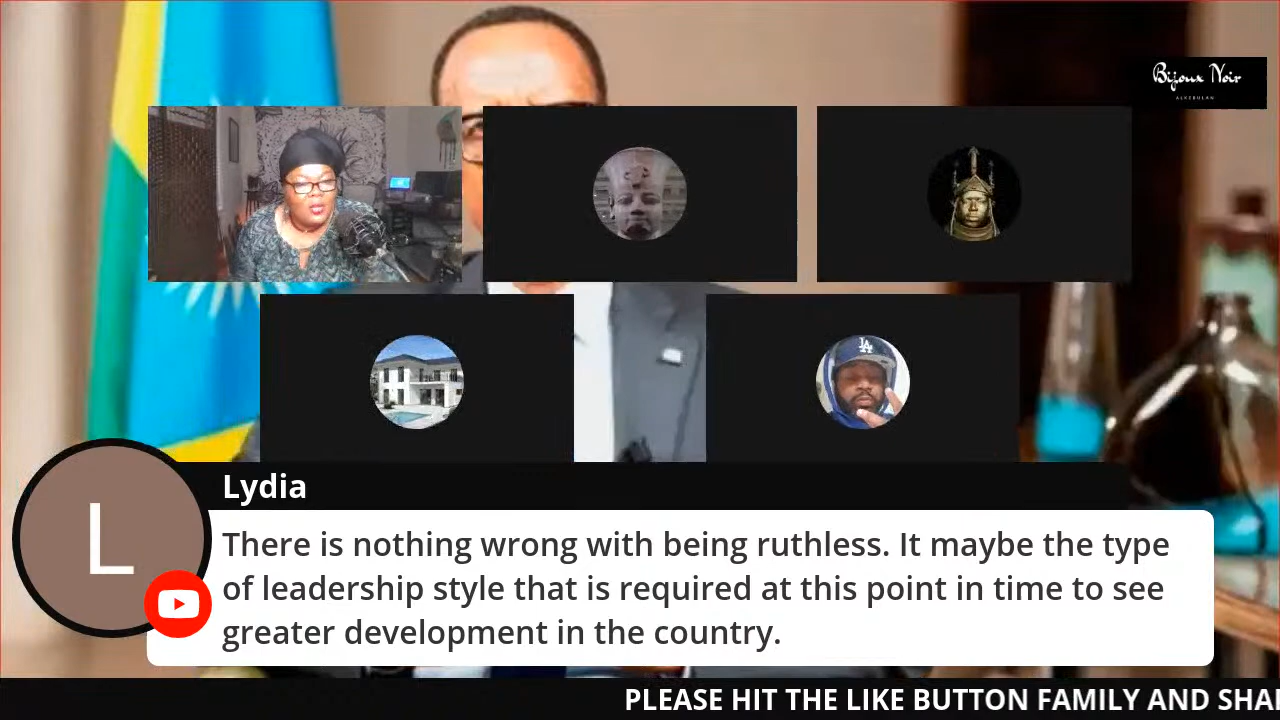 Bijoux Noir
ALKEBULAN
LA
L
Lydia
There is nothing wrong with being ruthless. It maybe the type
of leadership style that is required at this point in time to see
greater development in the country.
PLEASE HIT THE LIKE BUTTON FAMILY AND SHA